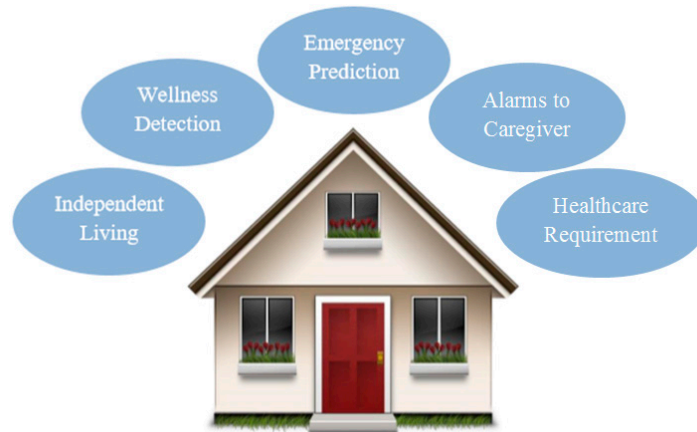 Emergency
Prediction
Wellness
Detection
Alarms to
Caregiver
Independent
Living
Healthcare
Requirement